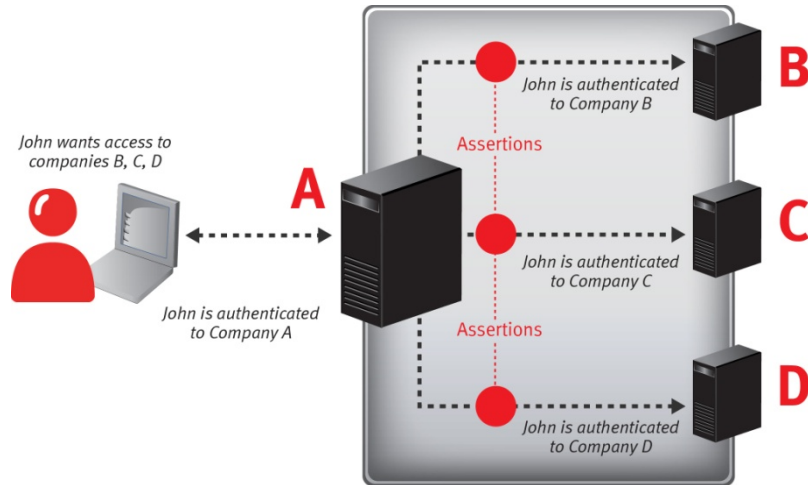 John wants access to
companies B, C, D
John is authenticated
to Company A
A
Assertions
Assertions
John is authenticated
to Company B
B
John is authenticated
to Company C
C
John is authenticated
to Company D
D